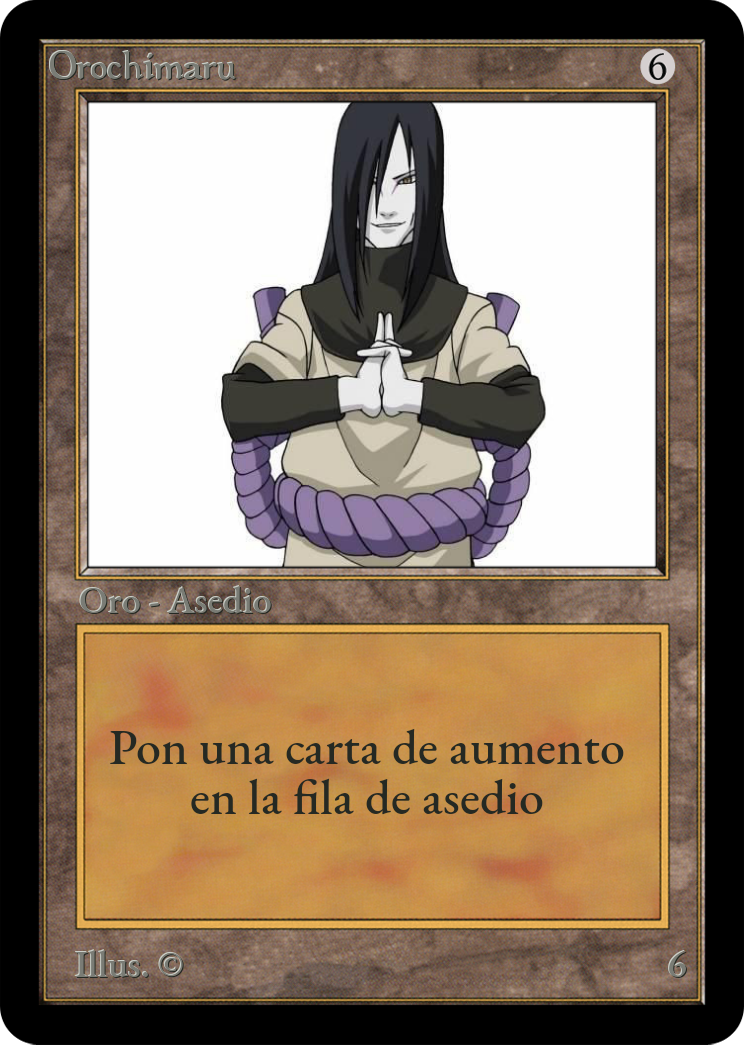 Orochimaru
6
Oro - Asedio
Pon una carta de aumento
en la fila de asedio
Illus. ©
6